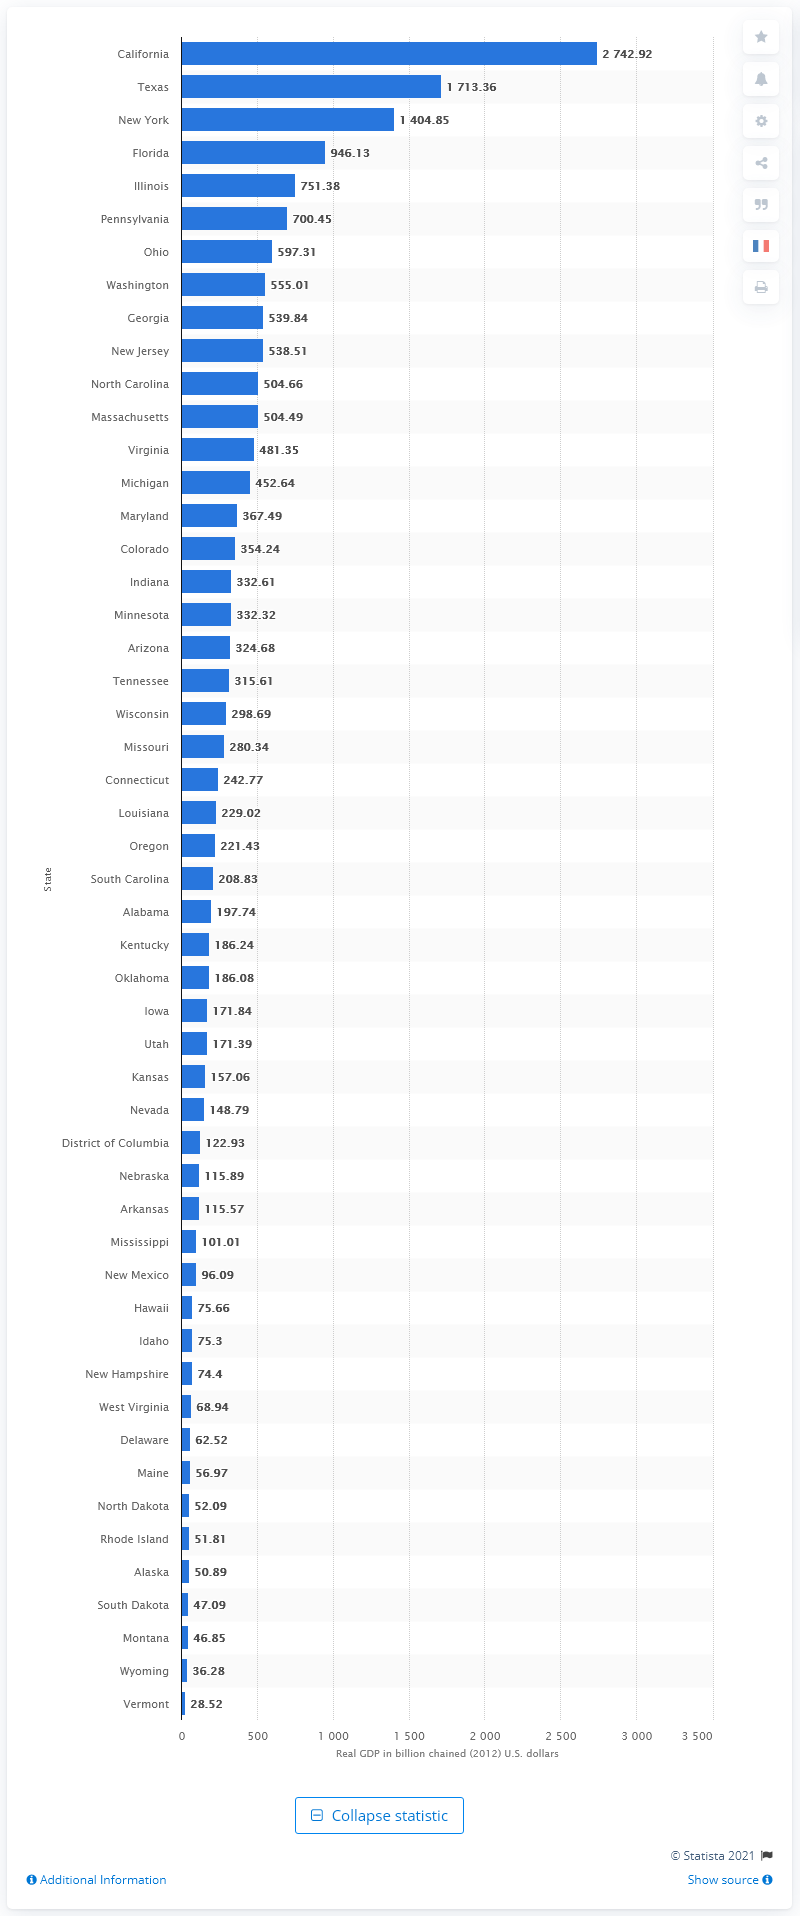 California 2 742.92
Texas 1 713.36
New York 1 404.85
Florida 946.13
Illinois 751.38
Pennsylvania 700.45
Ohio 597.31
Washington 555.01
Georgia 539.84
New Jersey 538.51
North Carolina 504.66
Massachusetts 504.49
Virginia 481.35
Michigan 452.64
Maryland 367.49
Colorado 354.24
Indiana 332.61
Minnesota 332.32
Arizona 324.68
Tennessee 315.61
Wisconsin 298.69
Missouri 280.34
Connecticut 242.77
Louisiana 229.02
Oregon 221.43
State
South Carolina 208.83
Alabama 197.74
Kentucky 186.24
Oklahoma 186.08
Iowa 171.84
Utah 171.39
Kansas 157.06
Nevada 148.79
District of Columbia 122.93
Nebraska 115.89
Arkansas 115.57
Mississippi 101.01
New Mexico 96.09
Hawaii 75.66
Idaho 75.3
New Hampshire 74.4
West Virginia 68.94
Delaware 62.52
Maine 56.97
North Dakota 52.09
Rhode Island 51.81
Alaska 50.89
South Dakota 47.09
Montana 46.85
Wyoming 36.28
Vermont 28.52
0 500 1 000 1 500 2 000 2 500 3 000 3 500
Real GDP in billion chained (2012) U.S. dollars
Collapse statistic
© Statista 2021
Additional Information Show source